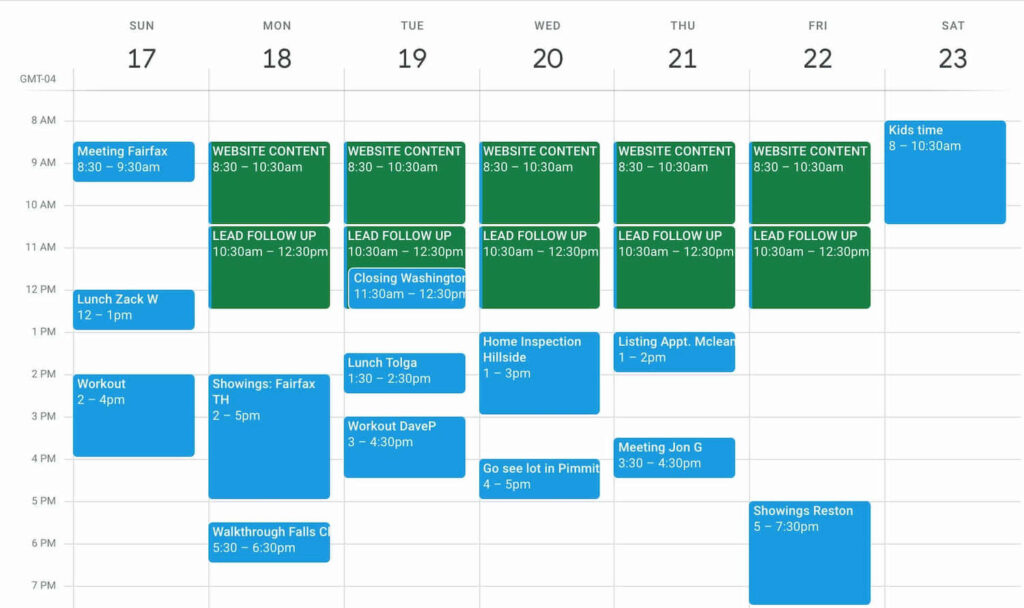 SUN
17
MON
18
TUE
19
WED
20
THU
21
FRI
22
SAT
23
GMT-04
8 AM
9 AM
10 AM
11 AM
12 PM
1 PM
2 PM
3 PM
4 PM
5 PM
6 PM
7 PM
Meeting Fairfax
8:30 – 9:30am
Lunch Zack W
12 – 1pm
Workout
2 – 4pm
WEBSITE CONTENT
8:30 – 10:30am
LEAD FOLLOW UP
10:30am – 12:30pm
Showings: Fairfax
TH
2 – 5pm
Walkthrough Falls
5:30 – 6:30pm
WEBSITE CONTENT
8:30 – 10:30am
LEAD FOLLOW UP
10:30am – 12:30pm
Closing Washington
11:30am – 12:30pm
Lunch Tolga
1:30 – 2:30pm
Workout DaveP
3 – 4:30pm
WEBSITE CONTENT
8:30 – 10:30am
LEAD FOLLOW UP
10:30am – 12:30pm
Home Inspection
Hillside
1 – 3pm
Go see lot in Pimmit
4 – 5pm
WEBSITE CONTENT
8:30 – 10:30am
LEAD FOLLOW UP
10:30am – 12:30pm
Listing Appt. Mclean
1 – 2pm
Meeting Jon G
3:30 – 4:30pm
WEBSITE CONTENT
8:30 – 10:30am
LEAD FOLLOW UP
10:30am – 12:30pm
Showings Reston
5 – 7:30pm
Kids time
8 – 10:30am